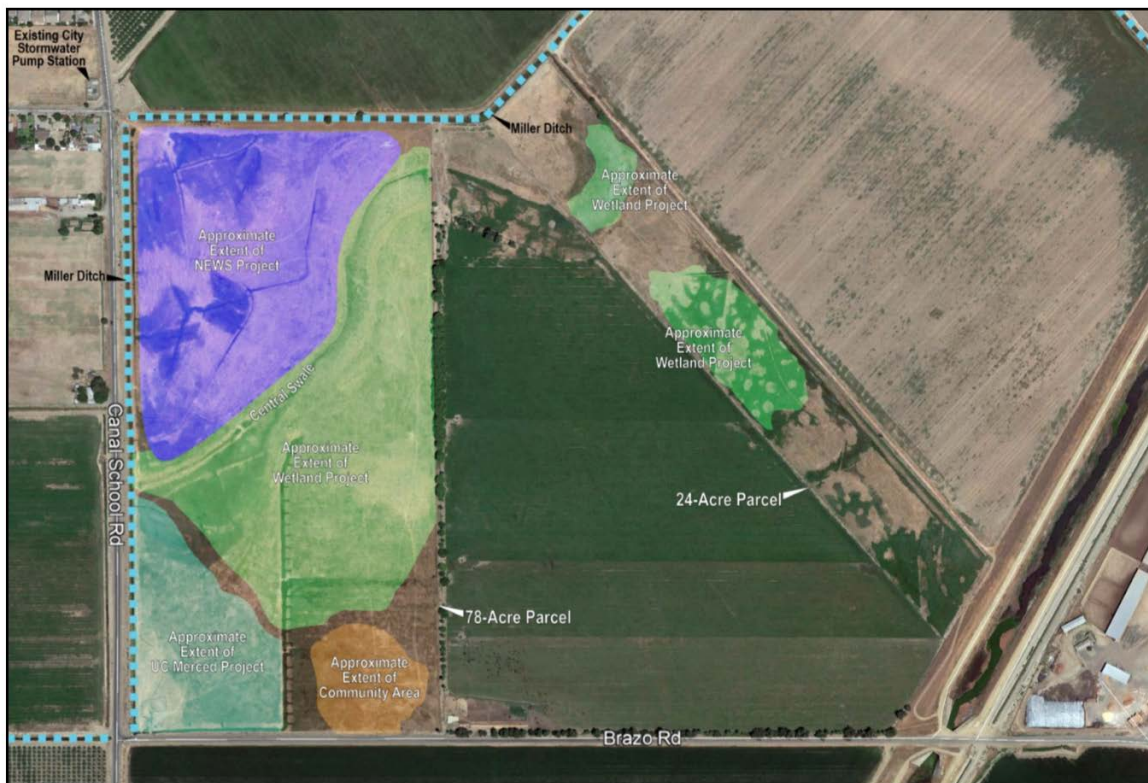 Existing City
Stormwater
Pump Station
Miller Ditch
Approximate
Extent of
Wetland Project
Approximate
Extent of
NEWS Project
Miller Ditch
Approximate
Extent of
Wetland Project
Central Swale
Canal School Rd
Approximate
Extent of
Wetland Project
24-Acre Parcel
78-Acre Parcel
Approximate
Extent of
UC Merced Project
Approximate
Extent of
Community Area
Brazo Rd